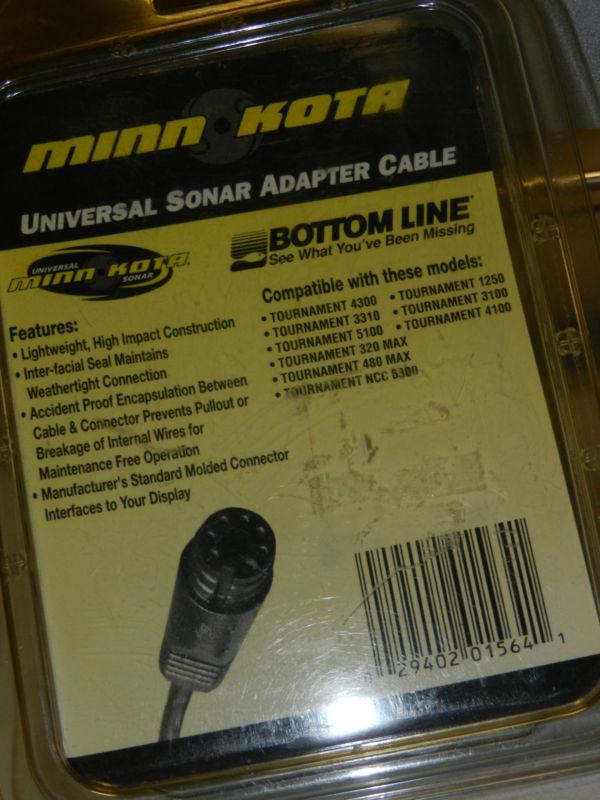 MINN KOTA
UNIVERSAL SONAR ADAPTER CABLE
UNIVERSAL
MINN KOTA®
SONAR
BOTTOM LINE®
See What You've Been Missing
Features:
• Lightweight, High Impact Construction
• Inter-facial Seal Maintains
Weathertight Connection
• Accident Proof Encapsulation Between
Cable & Connector Prevents Pullout or
Breakage of Internal Wires for
Maintenance Free Operation
• Manufacturer's Standard Molded Connector
Interfaces to Your Display
Compatible with these models:
• TOURNAMENT 4300
• TOURNAMENT 3310
• TOURNAMENT 5100
• TOURNAMENT 320 MAX
• TOURNAMENT 480 MAX
• TOURNAMENT NCC 5300
• TOURNAMENT 1250
• TOURNAMENT 3100
• TOURNAMENT 4100
29402 01564 1